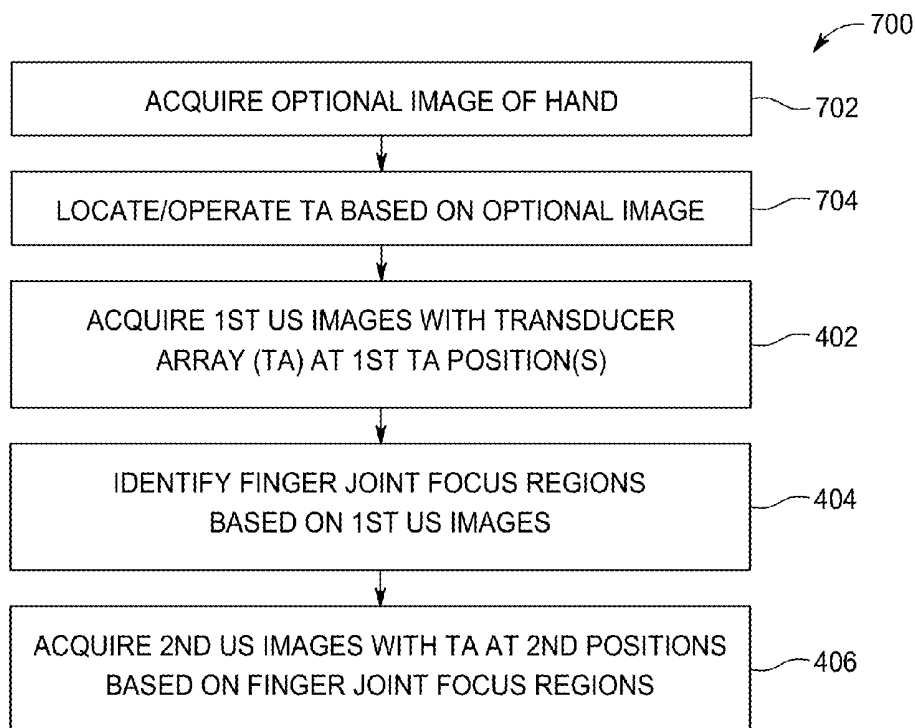 700
ACQUIRE OPTIONAL IMAGE OF HAND
702
LOCATE/OPERATE TA BASED ON OPTIONAL IMAGE
704
ACQUIRE 1ST US IMAGES WITH TRANSDUCER
ARRAY (TA) AT 1ST TA POSITION(S)
402
IDENTIFY FINGER JOINT FOCUS REGIONS
BASED ON 1ST US IMAGES
404
ACQUIRE 2ND US IMAGES WITH TA AT 2ND POSITIONS
BASED ON FINGER JOINT FOCUS REGIONS
406